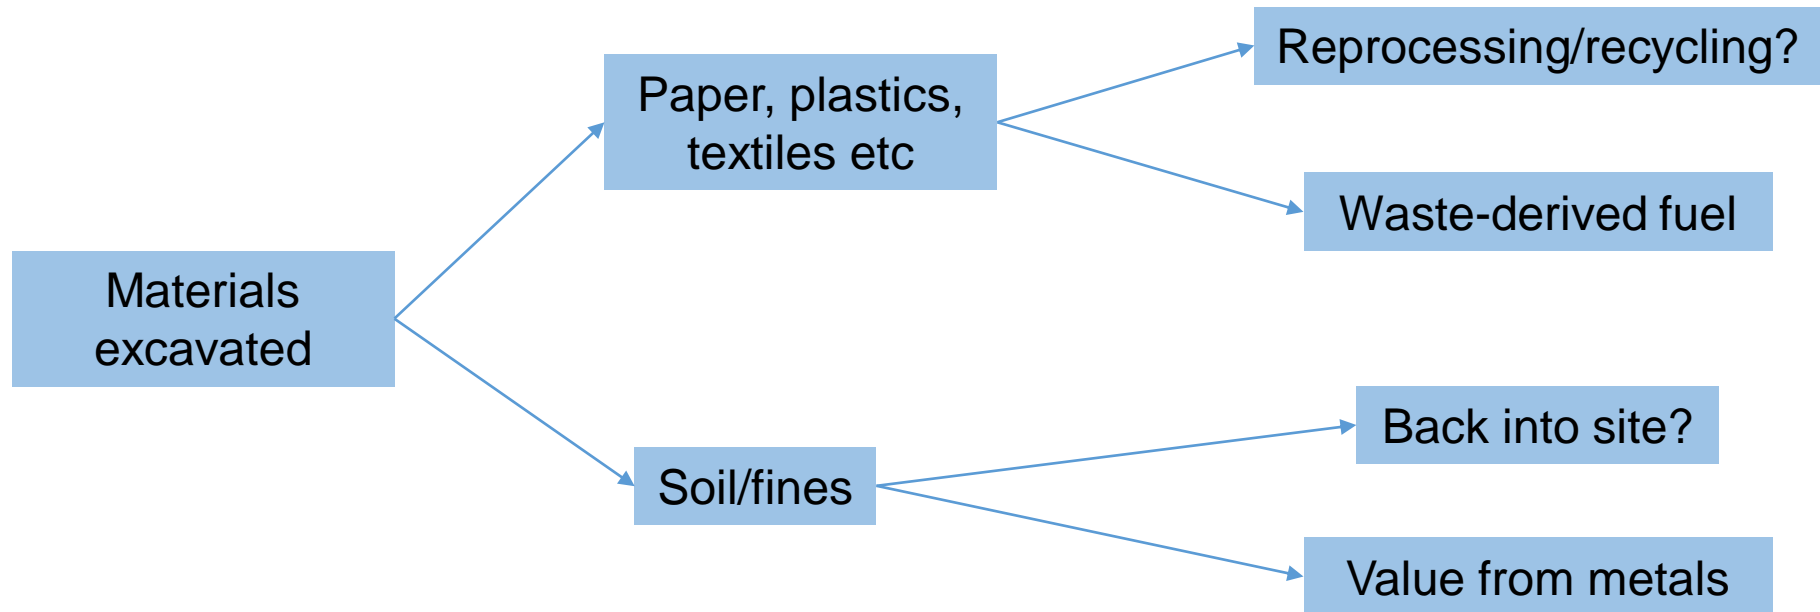 Materials
excavated
Paper, plastics,
textiles etc
Soil/fines
Reprocessing/recycling?
Waste-derived fuel
Back into site?
Value from metals